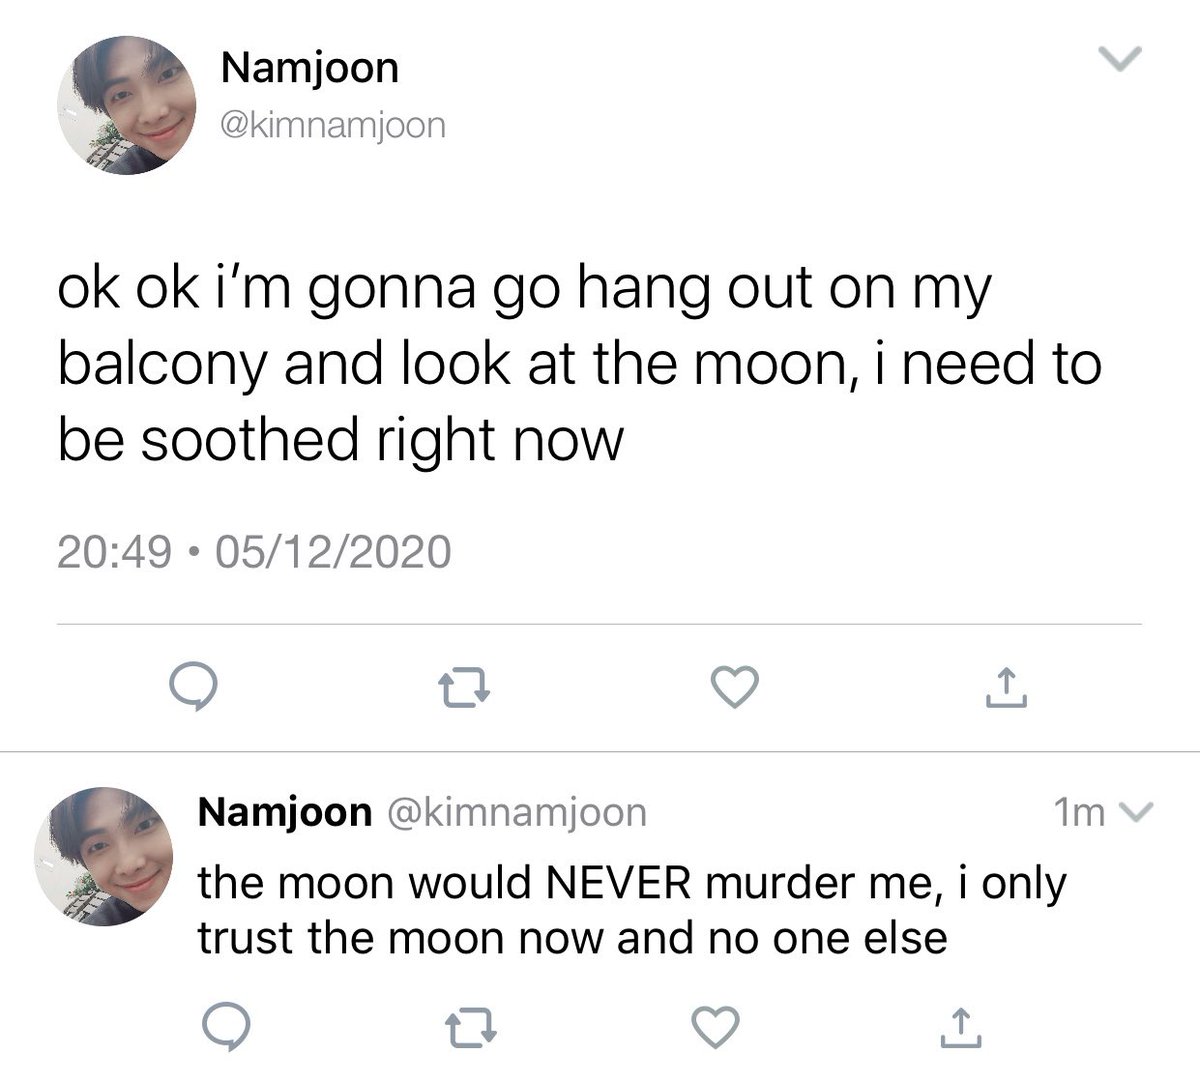 Namjoon
@kimnamjoon
ok ok i’m gonna go hang out on my
balcony and look at the moon, i need to
be soothed right now
20:49 • 05/12/2020
Namjoon @kimnamjoon 1m
the moon would NEVER murder me, i only
trust the moon now and no one else